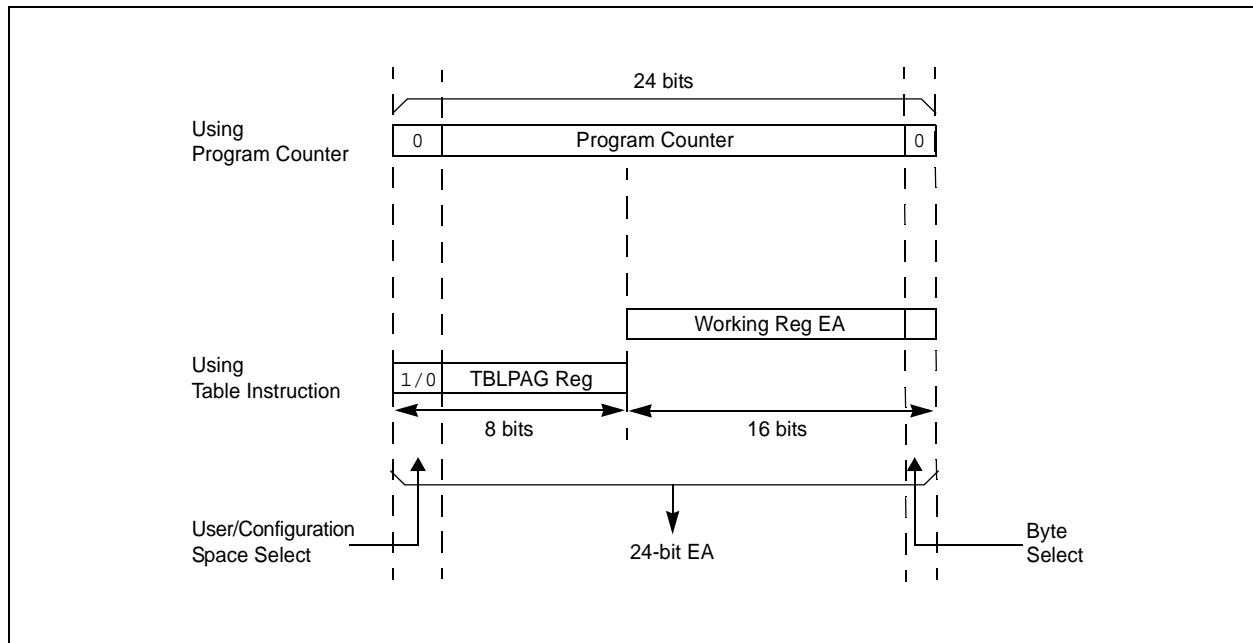 24 bits
Using
Program Counter
0
Program Counter
0
Working Reg EA
Using
Table Instruction
1/0
TBLPAG Reg
8 bits
16 bits
User/Configuration
Space Select
24-bit EA
Byte
Select